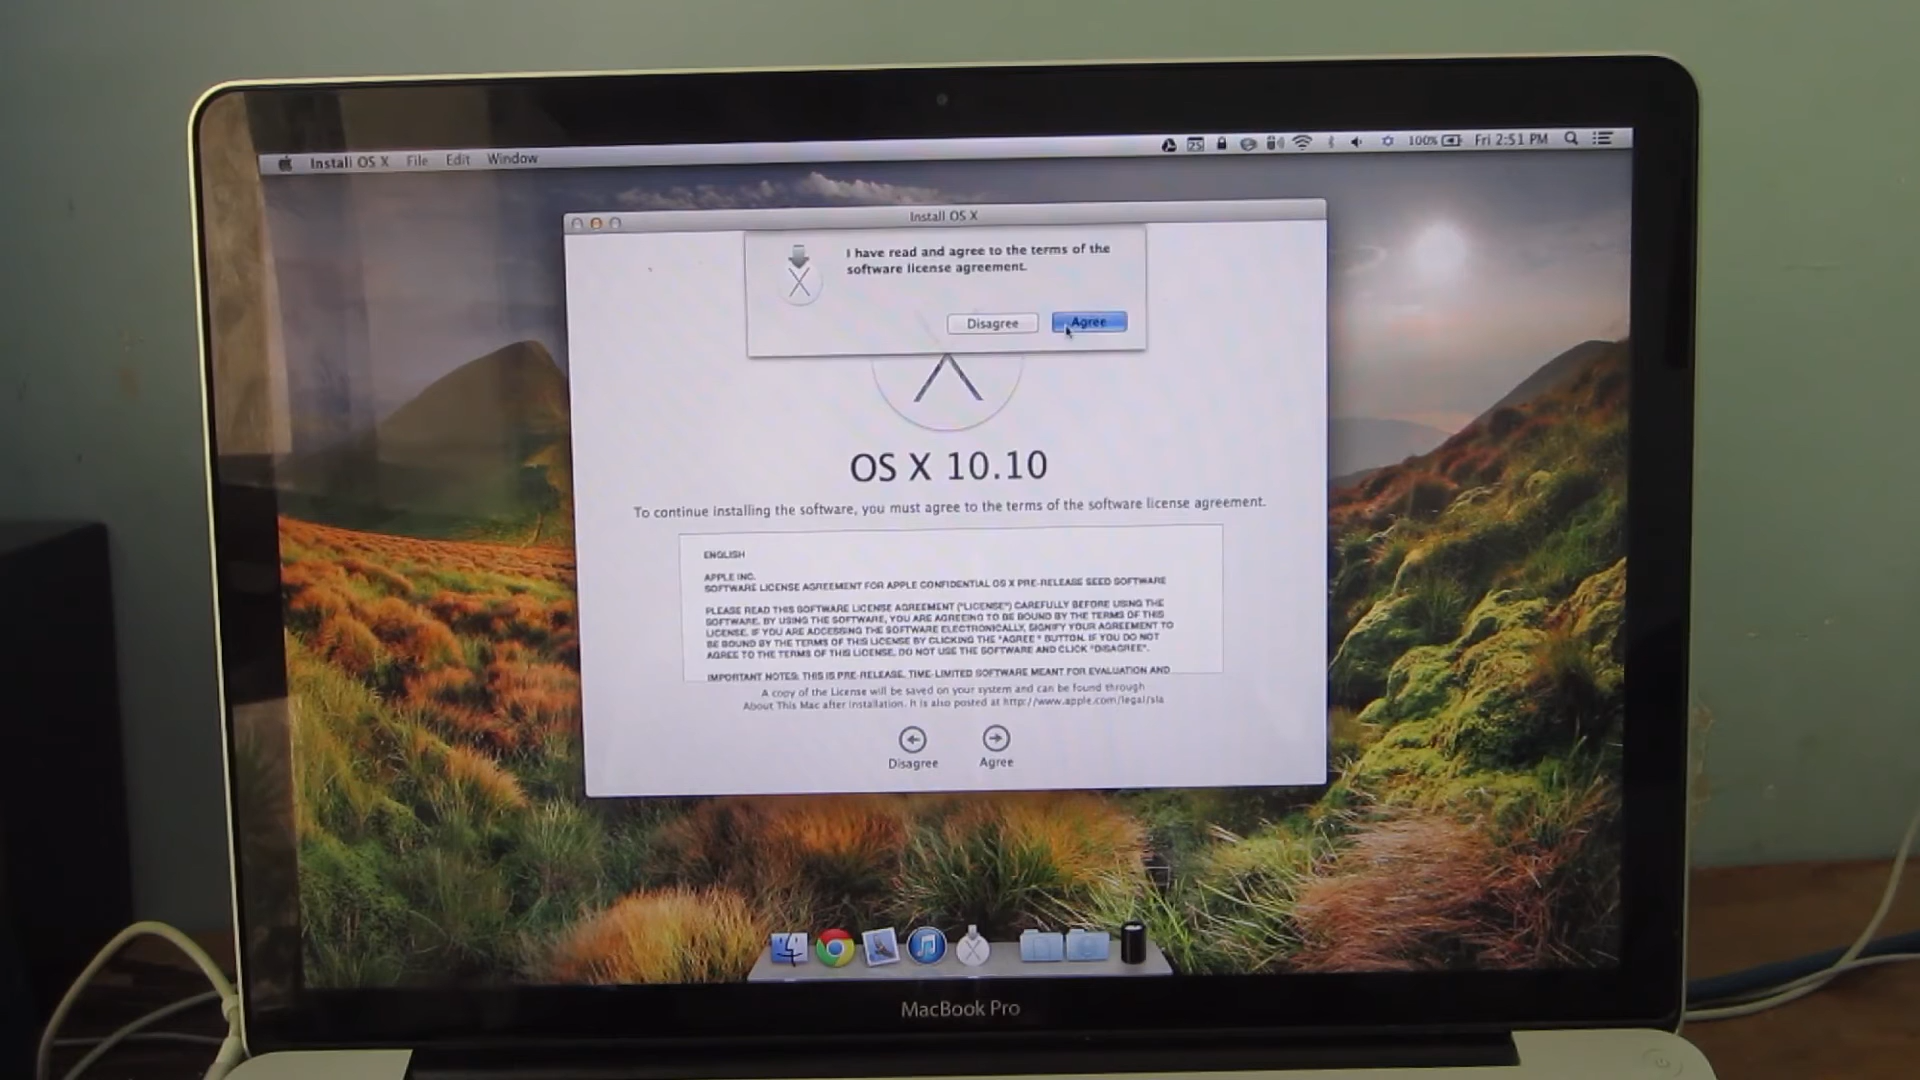 Install OS X File Edit Window
25 100% Fri 2:51 PM
Install OS X
I have read and agree to the terms of the
software license agreement.
Disagree Agree
OS X 10.10
To continue installing the software, you must agree to the terms of the software license agreement.
ENGLISH
APPLE INC.
SOFTWARE LICENSE AGREEMENT FOR APPLE CONFIDENTIAL OS X PRE-RELEASE SEED SOFTWARE
PLEASE READ THIS SOFTWARE LICENSE AGREEMENT ("LICENSE") CAREFULLY BEFORE USING THE
SOFTWARE. BY USING THE SOFTWARE, YOU ARE AGREEING TO BE BOUND BY THE TERMS OF THIS
LICENSE. IF YOU ARE ACCESSING THE SOFTWARE ELECTRONICALLY, SIGNIFY YOUR AGREEMENT TO
BE BOUND BY THE TERMS OF THIS LICENSE BY CLICKING THE "AGREE" BUTTON. IF YOU DO NOT
AGREE TO THE TERMS OF THIS LICENSE, DO NOT USE THE SOFTWARE AND CLICK "DISAGREE".
IMPORTANT NOTES: THIS IS PRE-RELEASE, TIME-LIMITED SOFTWARE MEANT FOR EVALUATION AND
A copy of the License will be saved on your system and can be found through
About This Mac after installation. It is also posted at http://www.apple.com/legal/sla
Disagree Agree
MacBook Pro